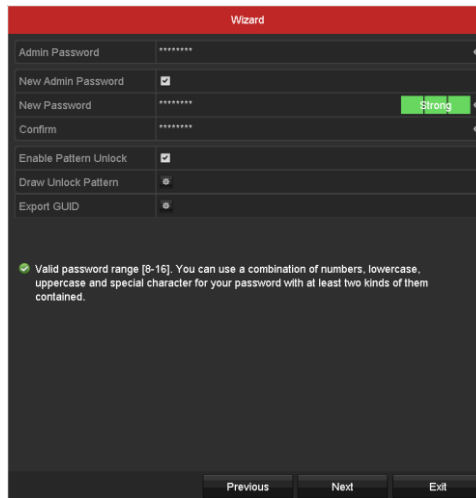 Wizard
Admin Password ********
New Admin Password
New Password ******** Strong
Confirm ********
Enable Pattern Unlock
Draw Unlock Pattern
Export GUID
Valid password range [8-16]. You can use a combination of numbers, lowercase,
uppercase and special character for your password with at least two kinds of them
contained.
Previous Next Exit